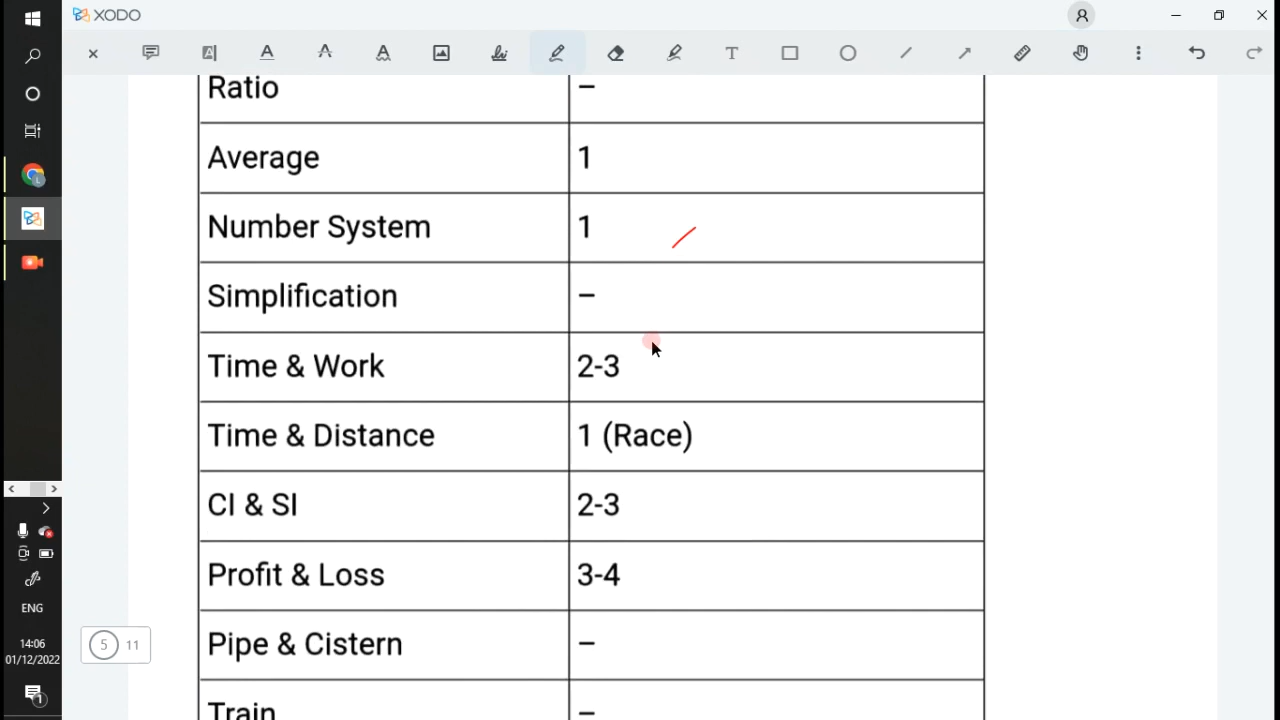 XODO
Ratio –
Average 1
Number System 1
Simplification –
Time & Work 2-3
Time & Distance 1 (Race)
CI & SI 2-3
Profit & Loss 3-4
Pipe & Cistern –
Train –
5 11
ENG
14:06
01/12/2022
1